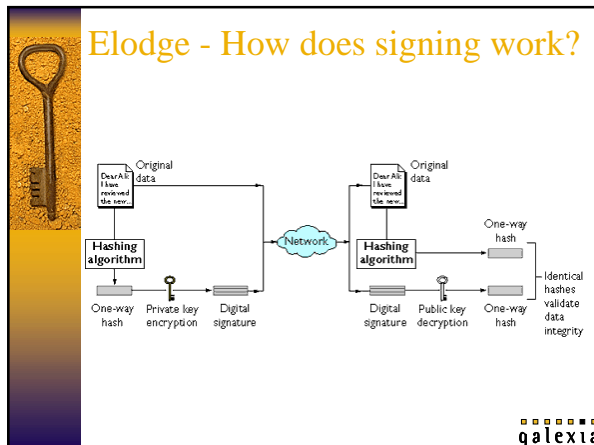 Elodge - How does signing work?
Original
data
Dear Ali:
I have
reviewed
the new...
Hashing
algorithm
One-way
hash
Private key
encryption
Digital
signature
Network
Original
data
Dear Ali:
I have
reviewed
the new...
Hashing
algorithm
One-way
hash
Digital
signature
Public key
decryption
One-way
hash
Identical
hashes
validate
data
integrity
galexia